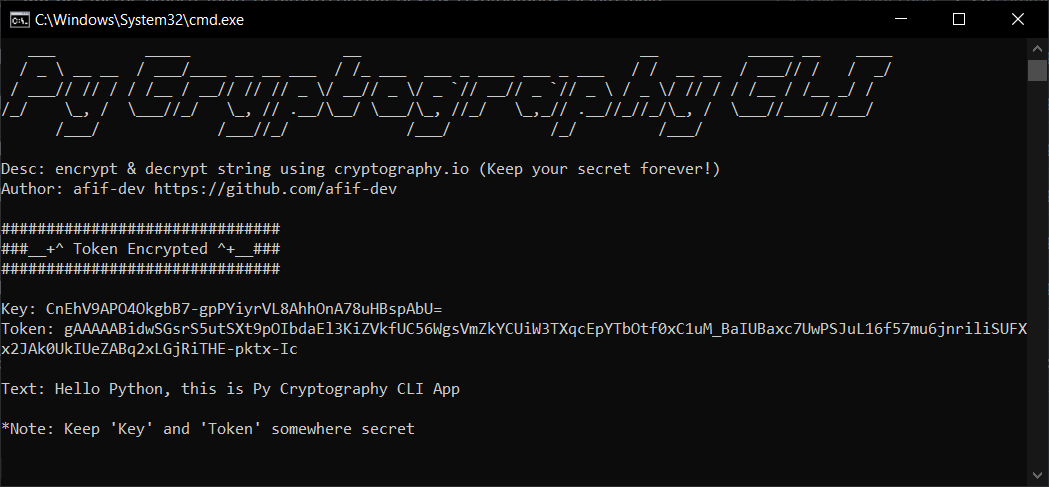 C:\Windows\System32\cmd.exe
Py Cryptography CLI
Desc: encrypt & decrypt string using cryptography.io (Keep your secret forever!)
Author: afif-dev https://github.com/afif-dev
###############################
###__+^ Token Encrypted ^+__###
###############################
Key: CnEhV9APO4OkgbB7-gpPYiyrVL8AhhOnA78uHBspAbU=
Token: gAAAAABidwSGsrS5utSXt9pOIbdaEl3KiZVkfUC56WgsVmZkYCUiW3TXqcEpYTbOtf0xC1uM_BaIUBaxc7UwPSJuL16f57mu6jnriliSUFX
x2JAk0UkIUeZABq2xLGjRiTHE-pktx-Ic
Text: Hello Python, this is Py Cryptography CLI App
*Note: Keep 'Key' and 'Token' somewhere secret